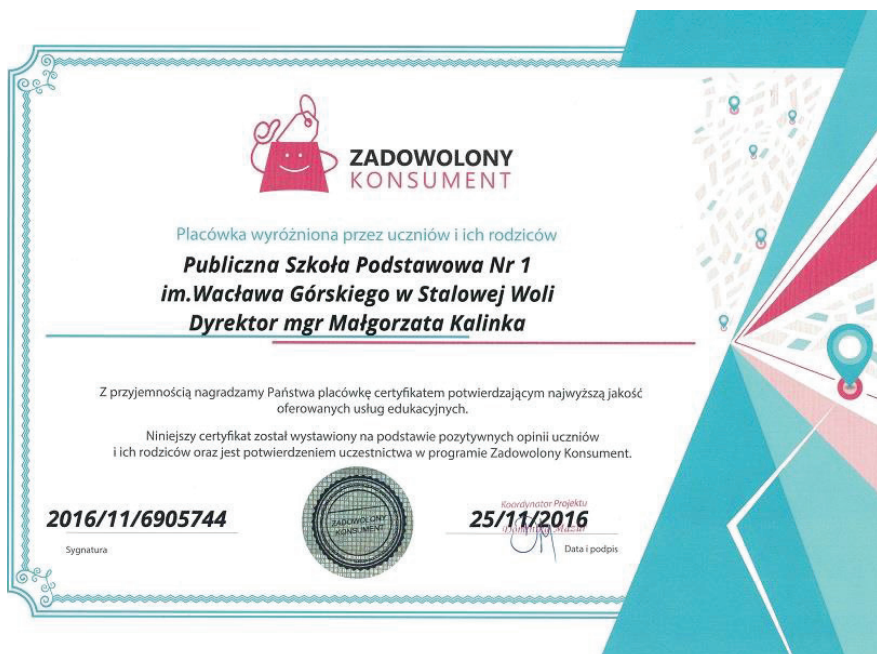 ZADOWOLONY
KONSUMENT
Placówka wyróżniona przez uczniów i ich rodziców
Publiczna Szkoła Podstawowa Nr 1
im.Wacława Górskiego w Stalowej Woli
Dyrektor mgr Małgorzata Kalinka
Z przyjemnością nagradzamy Państwa placówkę certyfikatem potwierdzającym najwyższą jakość
oferowanych usług edukacyjnych.
Niniejszy certyfikat został wystawiony na podstawie pozytywnych opinii uczniów
i ich rodziców oraz jest potwierdzeniem uczestnictwa w programie Zadowolony Konsument.
2016/11/6905744
Sygnatura
ZADOWOLONY
KONSUMENT
Koordynator Projektu
25/11/2016
Data i podpis